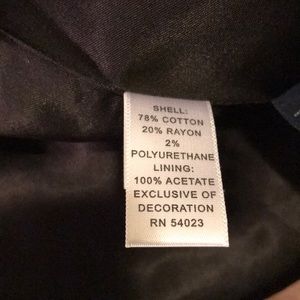 SHELL:
78% COTTON
20% RAYON
2%
POLYURETHANE
LINING:
100% ACETATE
EXCLUSIVE OF
DECORATION
RN 54023